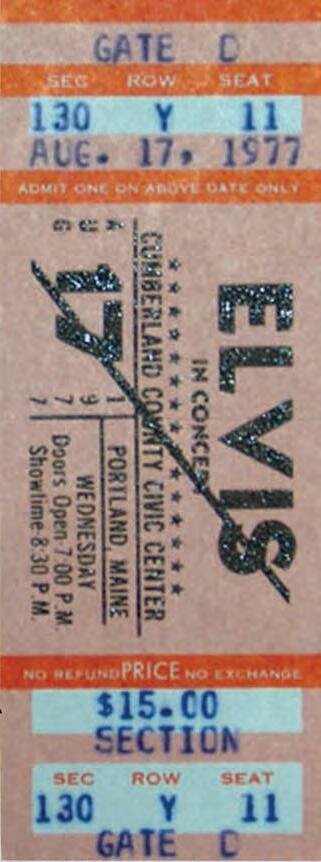 GATE D
SEC ROW SEAT
130 Y 11
AUG. 17, 1977
ADMIT ONE ON ABOVE DATE ONLY
ELVIS
IN CONCERT
★★★★★★★★★★★★★★★★★★★
CUMBERLAND COUNTY CIVIC CENTER
AUG 17 1977
PORTLAND, MAINE
WEDNESDAY
Doors Open 7:00 P.M.
Showtime 8:30 P.M.
NO REFUND PRICE NO EXCHANGE
$15.00
SECTION
SEC ROW SEAT
130 Y 11
GATE D